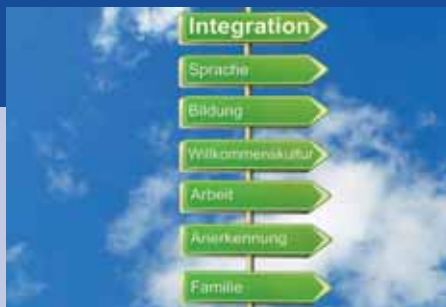 Integration
Sprache
Bildung
Willkommenskultur
Arbeit
Anerkennung
Familie